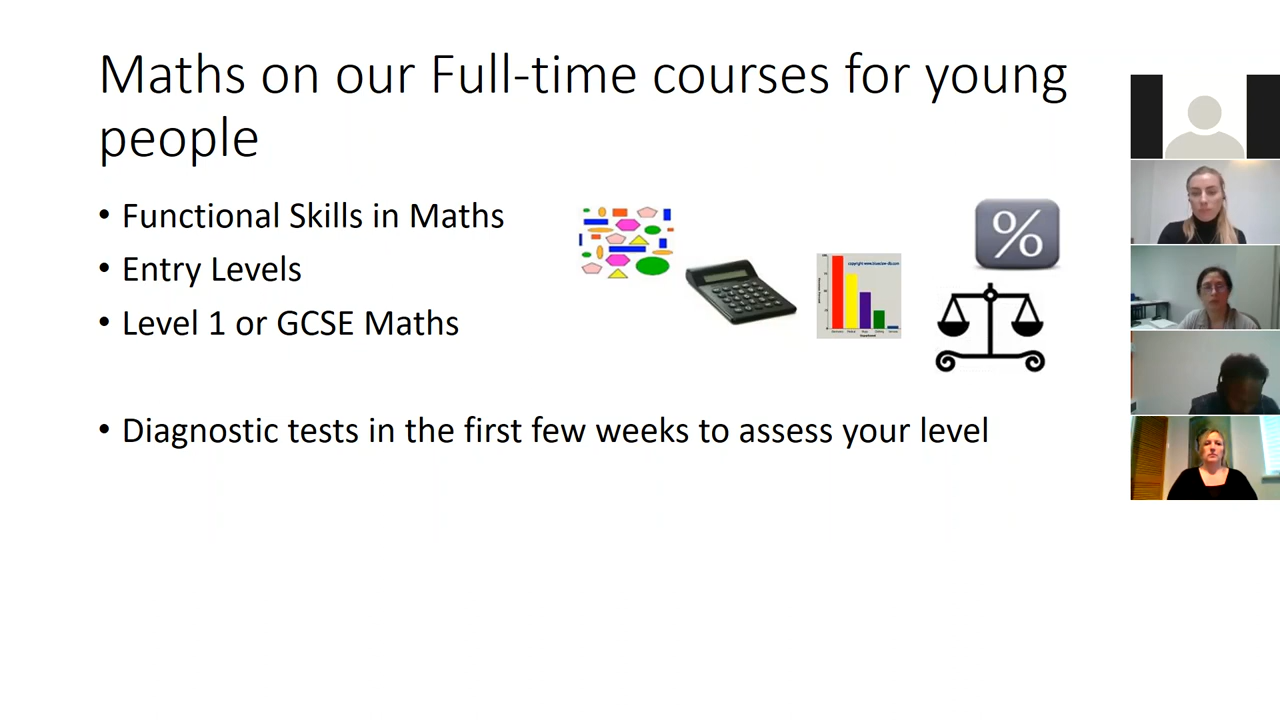 Maths on our Full-time courses for young
people
• Functional Skills in Maths
• Entry Levels
• Level 1 or GCSE Maths
• Diagnostic tests in the first few weeks to assess your level
%